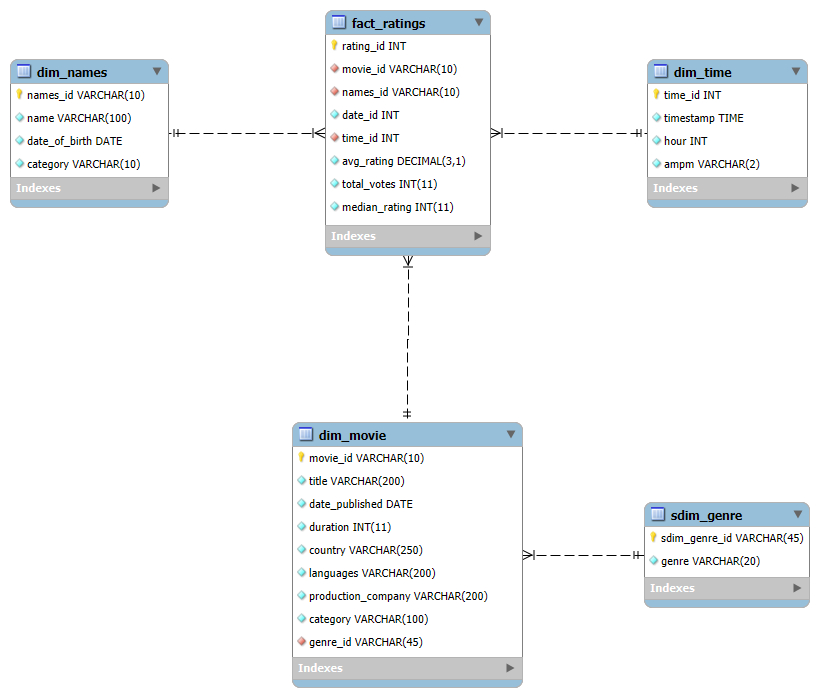 fact_ratings
rating_id INT
movie_id VARCHAR(10)
names_id VARCHAR(10)
date_id INT
time_id INT
avg_rating DECIMAL(3,1)
total_votes INT(11)
median_rating INT(11)
Indexes
dim_names
names_id VARCHAR(10)
name VARCHAR(100)
date_of_birth DATE
category VARCHAR(10)
Indexes
dim_time
time_id INT
timestamp TIME
hour INT
ampm VARCHAR(2)
Indexes
dim_movie
movie_id VARCHAR(10)
title VARCHAR(200)
date_published DATE
duration INT(11)
country VARCHAR(250)
languages VARCHAR(200)
production_company VARCHAR(200)
category VARCHAR(100)
genre_id VARCHAR(45)
Indexes
sdim_genre
sdim_genre_id VARCHAR(45)
genre VARCHAR(20)
Indexes